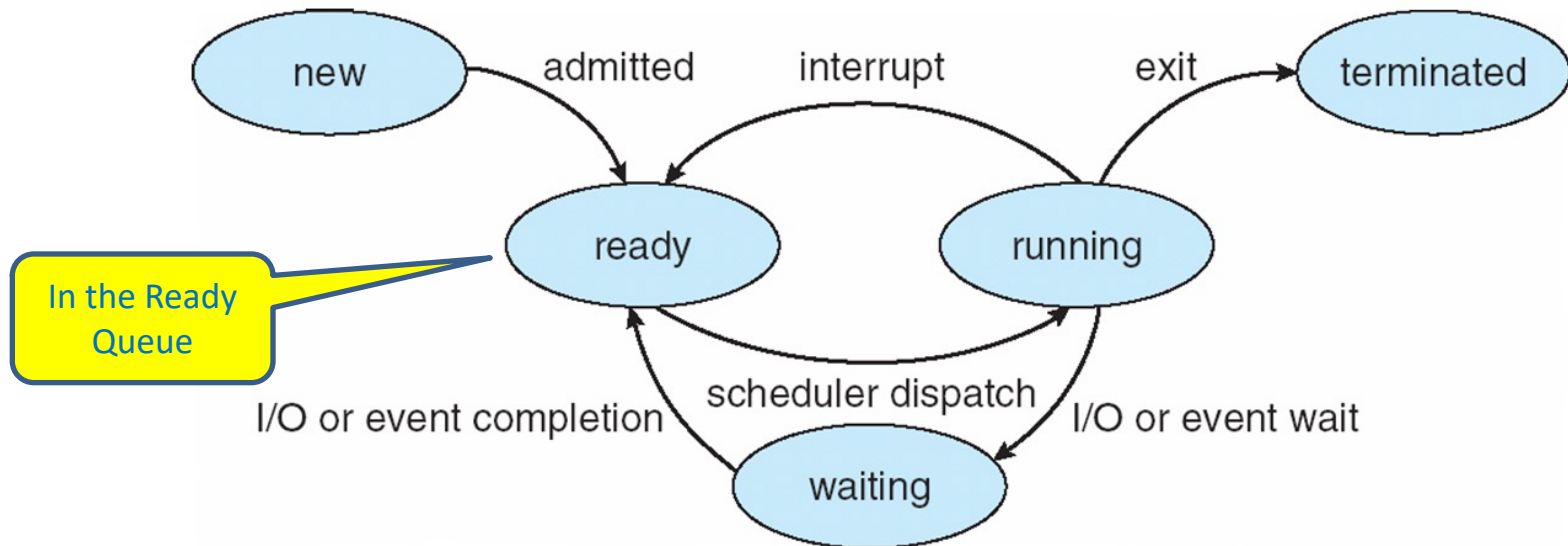 new
admitted
interrupt
exit
terminated
ready
running
In the Ready
Queue
scheduler dispatch
I/O or event completion
I/O or event wait
waiting